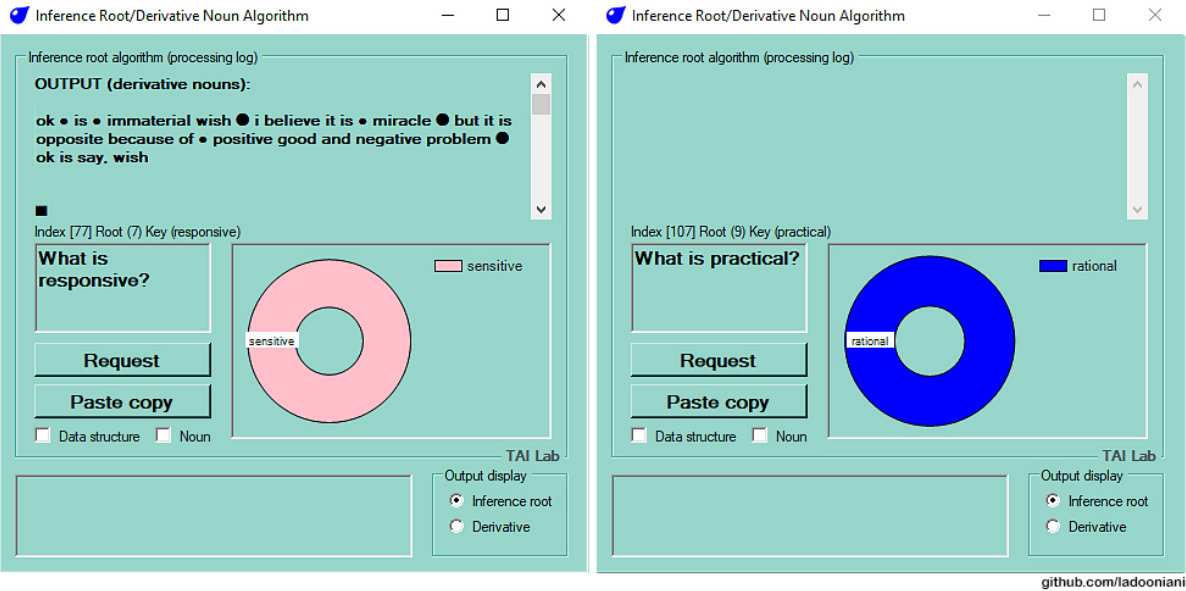 Inference Root/Derivative Noun Algorithm
Inference root algorithm (processing log)
OUTPUT (derivative nouns):
ok ● is ● immaterial wish ● i believe it is ● miracle ● but it is
opposite because of ● positive good and negative problem ●
ok is say, wish
■
Index [77] Root (7) Key (responsive)
What is
responsive?
sensitive
sensitive
Request
Paste copy
Data structure
Noun
TAI Lab
Output display
Inference root
Derivative
Inference Root/Derivative Noun Algorithm
Inference root algorithm (processing log)
Index [107] Root (9) Key (practical)
What is practical?
rational
rational
Request
Paste copy
Data structure
Noun
TAI Lab
Output display
Inference root
Derivative
github.com/ladooniani